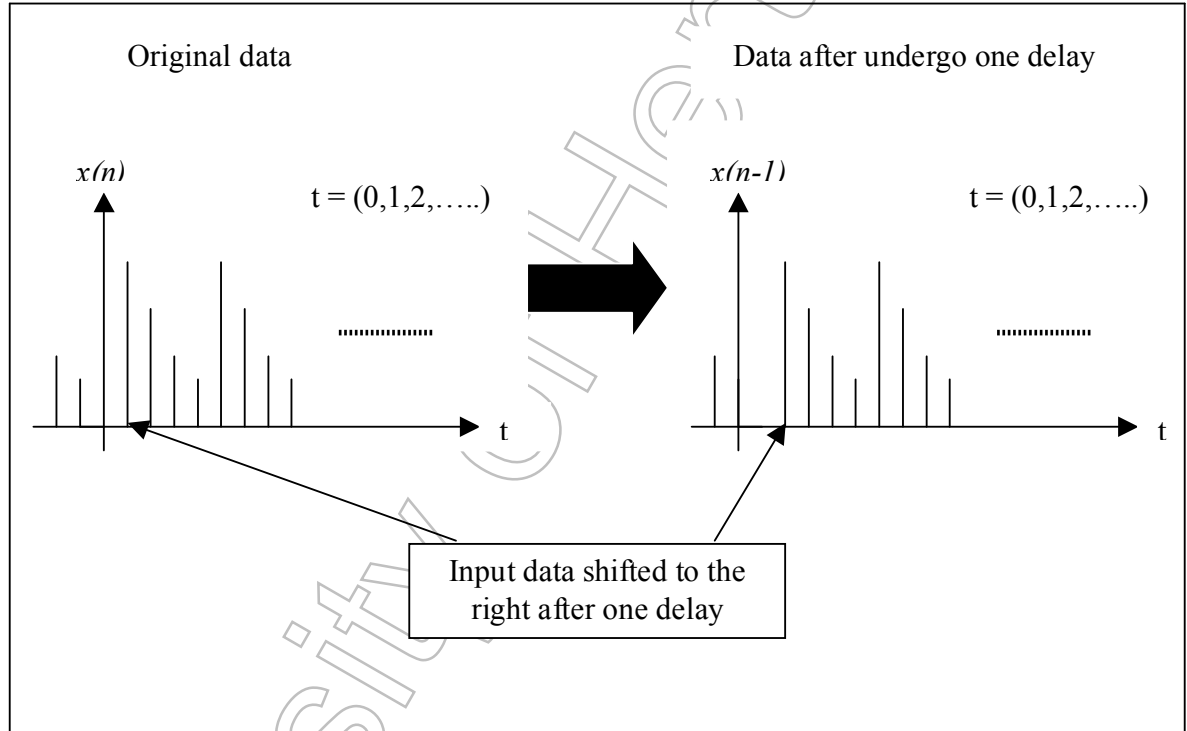 Original data
Data after undergo one delay
x(n)
t = (0,1,2,…..)
x(n-1)
t = (0,1,2,…..)
t
t
Input data shifted to the
right after one delay